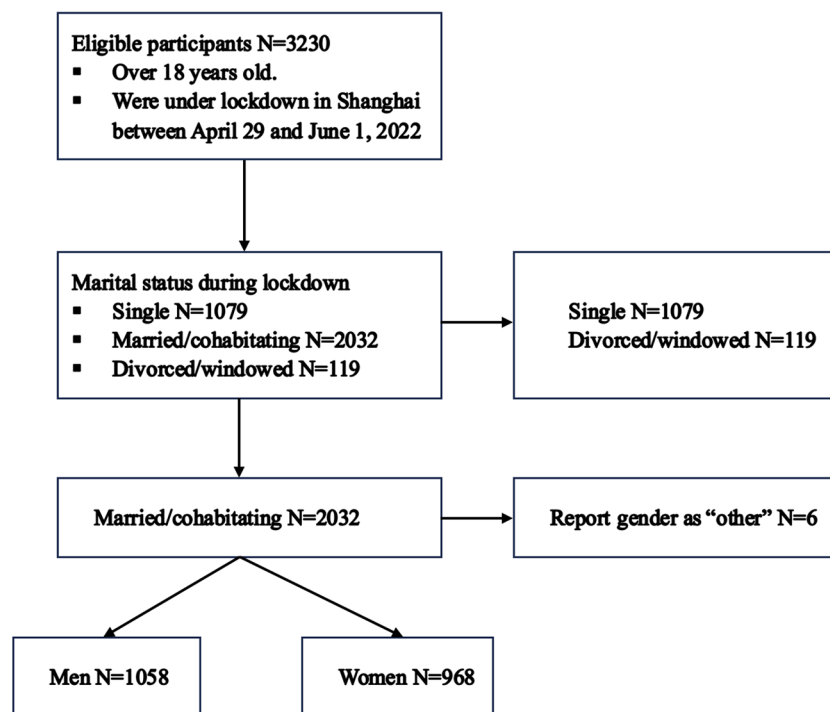 Eligible participants N=3230
▪ Over 18 years old.
▪ Were under lockdown in Shanghai
between April 29 and June 1, 2022
Marital status during lockdown
▪ Single N=1079
▪ Married/cohabitating N=2032
▪ Divorced/windowed N=119
Single N=1079
Divorced/windowed N=119
Married/cohabitating N=2032
Report gender as “other” N=6
Men N=1058
Women N=968